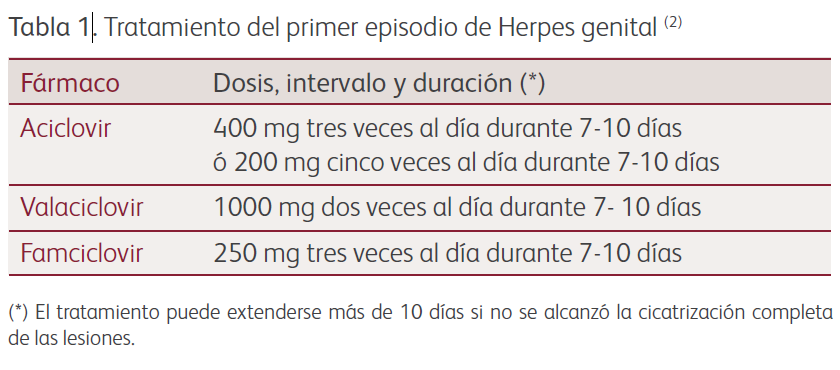 Tabla 1. Tratamiento del primer episodio de Herpes genital (2)
Fármaco Dosis, intervalo y duración (*)
Aciclovir 400 mg tres veces al día durante 7-10 días
ó 200 mg cinco veces al día durante 7-10 días
Valaciclovir 1000 mg dos veces al día durante 7- 10 días
Famciclovir 250 mg tres veces al día durante 7-10 días
(*) El tratamiento puede extenderse más de 10 días si no se alcanzó la cicatrización completa
de las lesiones.